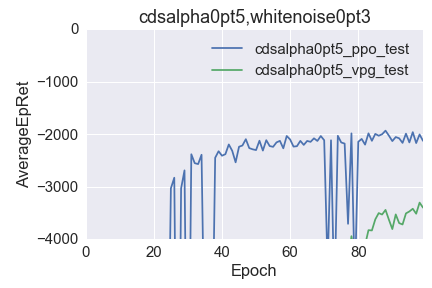 cdsalpha0pt5,whitenoise0pt3
cdsalpha0pt5_ppo_test
cdsalpha0pt5_vpg_test
AverageEpRet
0
−1000
−2000
−3000
−4000
0 20 40 60 80
Epoch